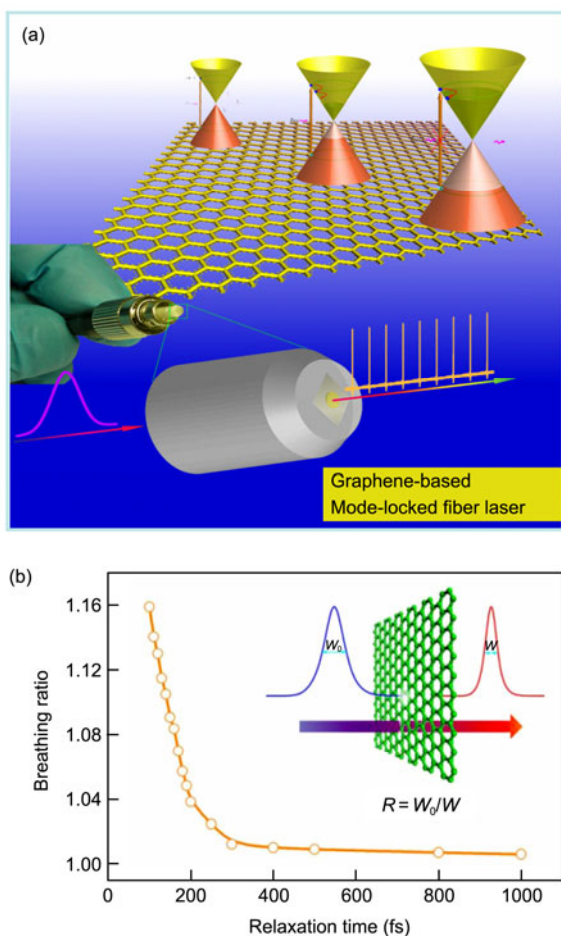 (a)
Graphene-based
Mode-locked fiber laser
(b)
1.16
1.12
1.08
1.04
1.00
Breathing ratio
W₀
W
R = W₀/W
0
200
400
600
800
1000
Relaxation time (fs)